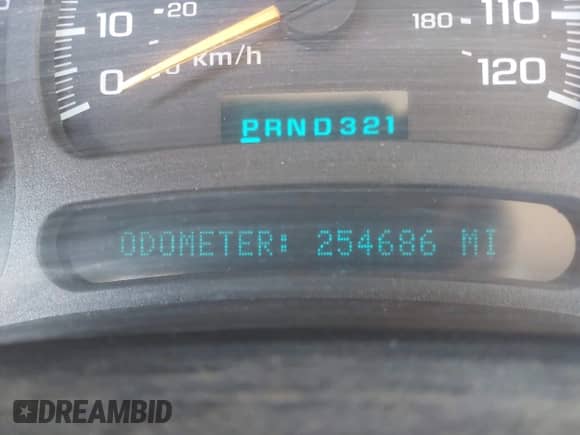 10 20 180 110
0 km/h 120
PRND321
ODOMETER: 254686 MI
DREAMBID